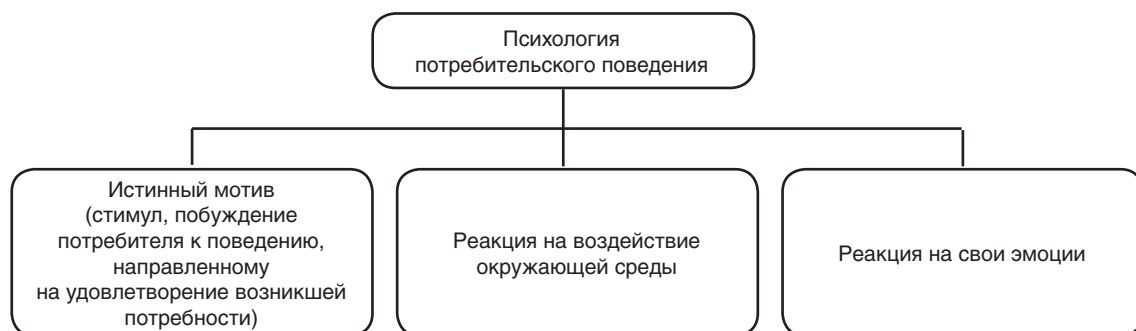 Психология
потребительского поведения
Истинный мотив
(стимул, побуждение
потребителя к поведению,
направленному
на удовлетворение возникшей
потребности)
Реакция на воздействие
окружающей среды
Реакция на свои эмоции